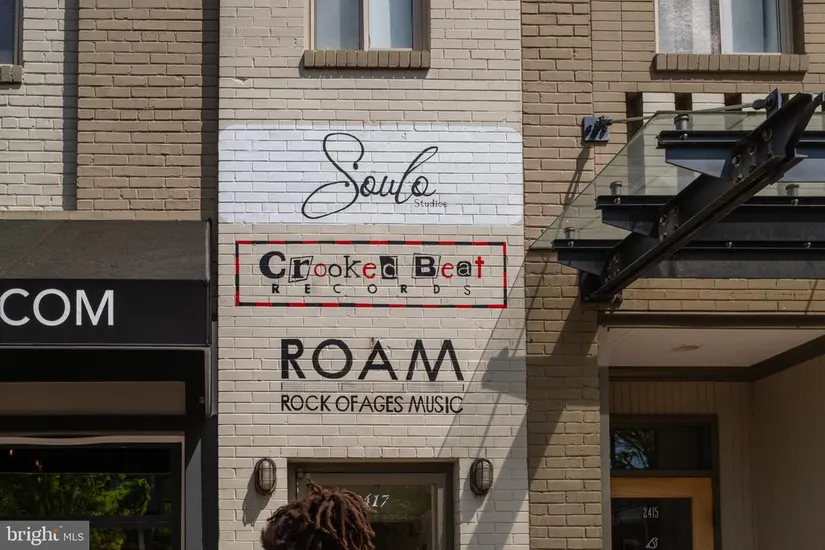 Soulo
Studios
Crooked Beat
RECORDS
.COM
ROAM
ROCK OF AGES MUSIC
417
2415
bright MLS